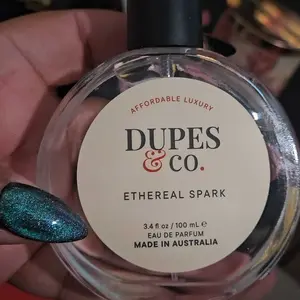 AFFORDABLE LUXURY
DUPES
& CO.
ETHEREAL SPARK
3.4 fl oz / 100 mL ℮
EAU DE PARFUM
MADE IN AUSTRALIA